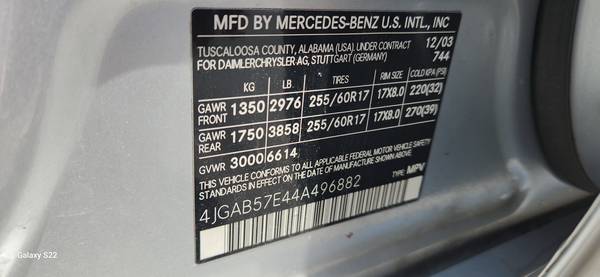 MFD BY MERCEDES-BENZ U.S. INTL., INC
TUSCALOOSA COUNTY, ALABAMA (USA). UNDER CONTRACT 12/03
FOR DAIMLERCHRYSLER AG, STUTTGART (GERMANY) 744
KG LB. TIRES RIM SIZE COLD KPA (PSI)
GAWR FRONT 1350 2976 255/60R17 17X8.0 220(32)
GAWR REAR 1750 3858 255/60R17 17X8.0 270(39)
GVWR 3000 6614
THIS VEHICLE CONFORMS TO ALL APPLICABLE FEDERAL MOTOR VEHICLE SAFETY
STANDARDS IN EFFECT ON THE DATE OF MANUFACTURE SHOWN ABOVE.
4JGAB57E44A496882 TYPE: MPV
Galaxy S22